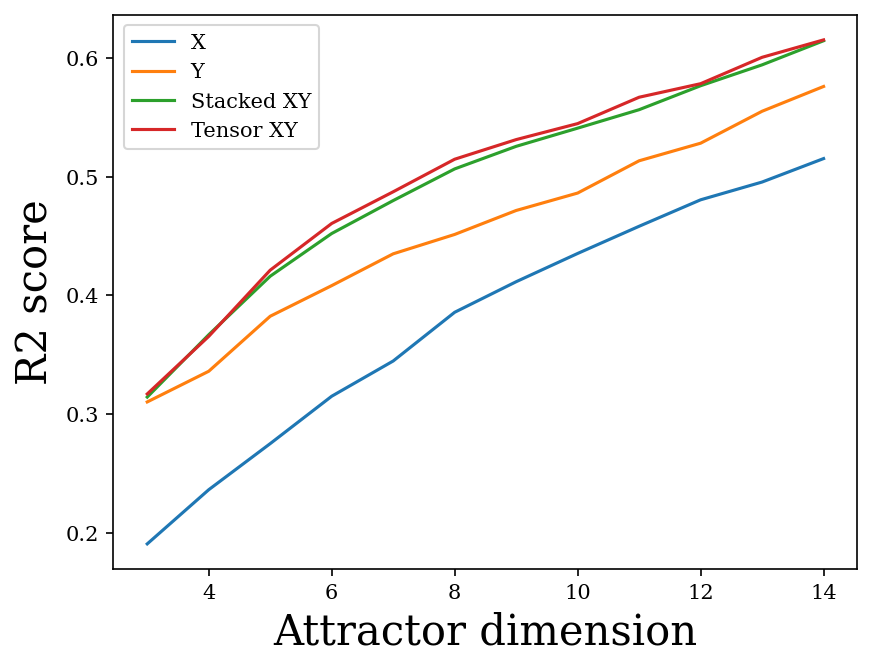 X
Y
Stacked XY
Tensor XY
0.6
0.5
0.4
0.3
0.2
R2 score
4 6 8 10 12 14
Attractor dimension